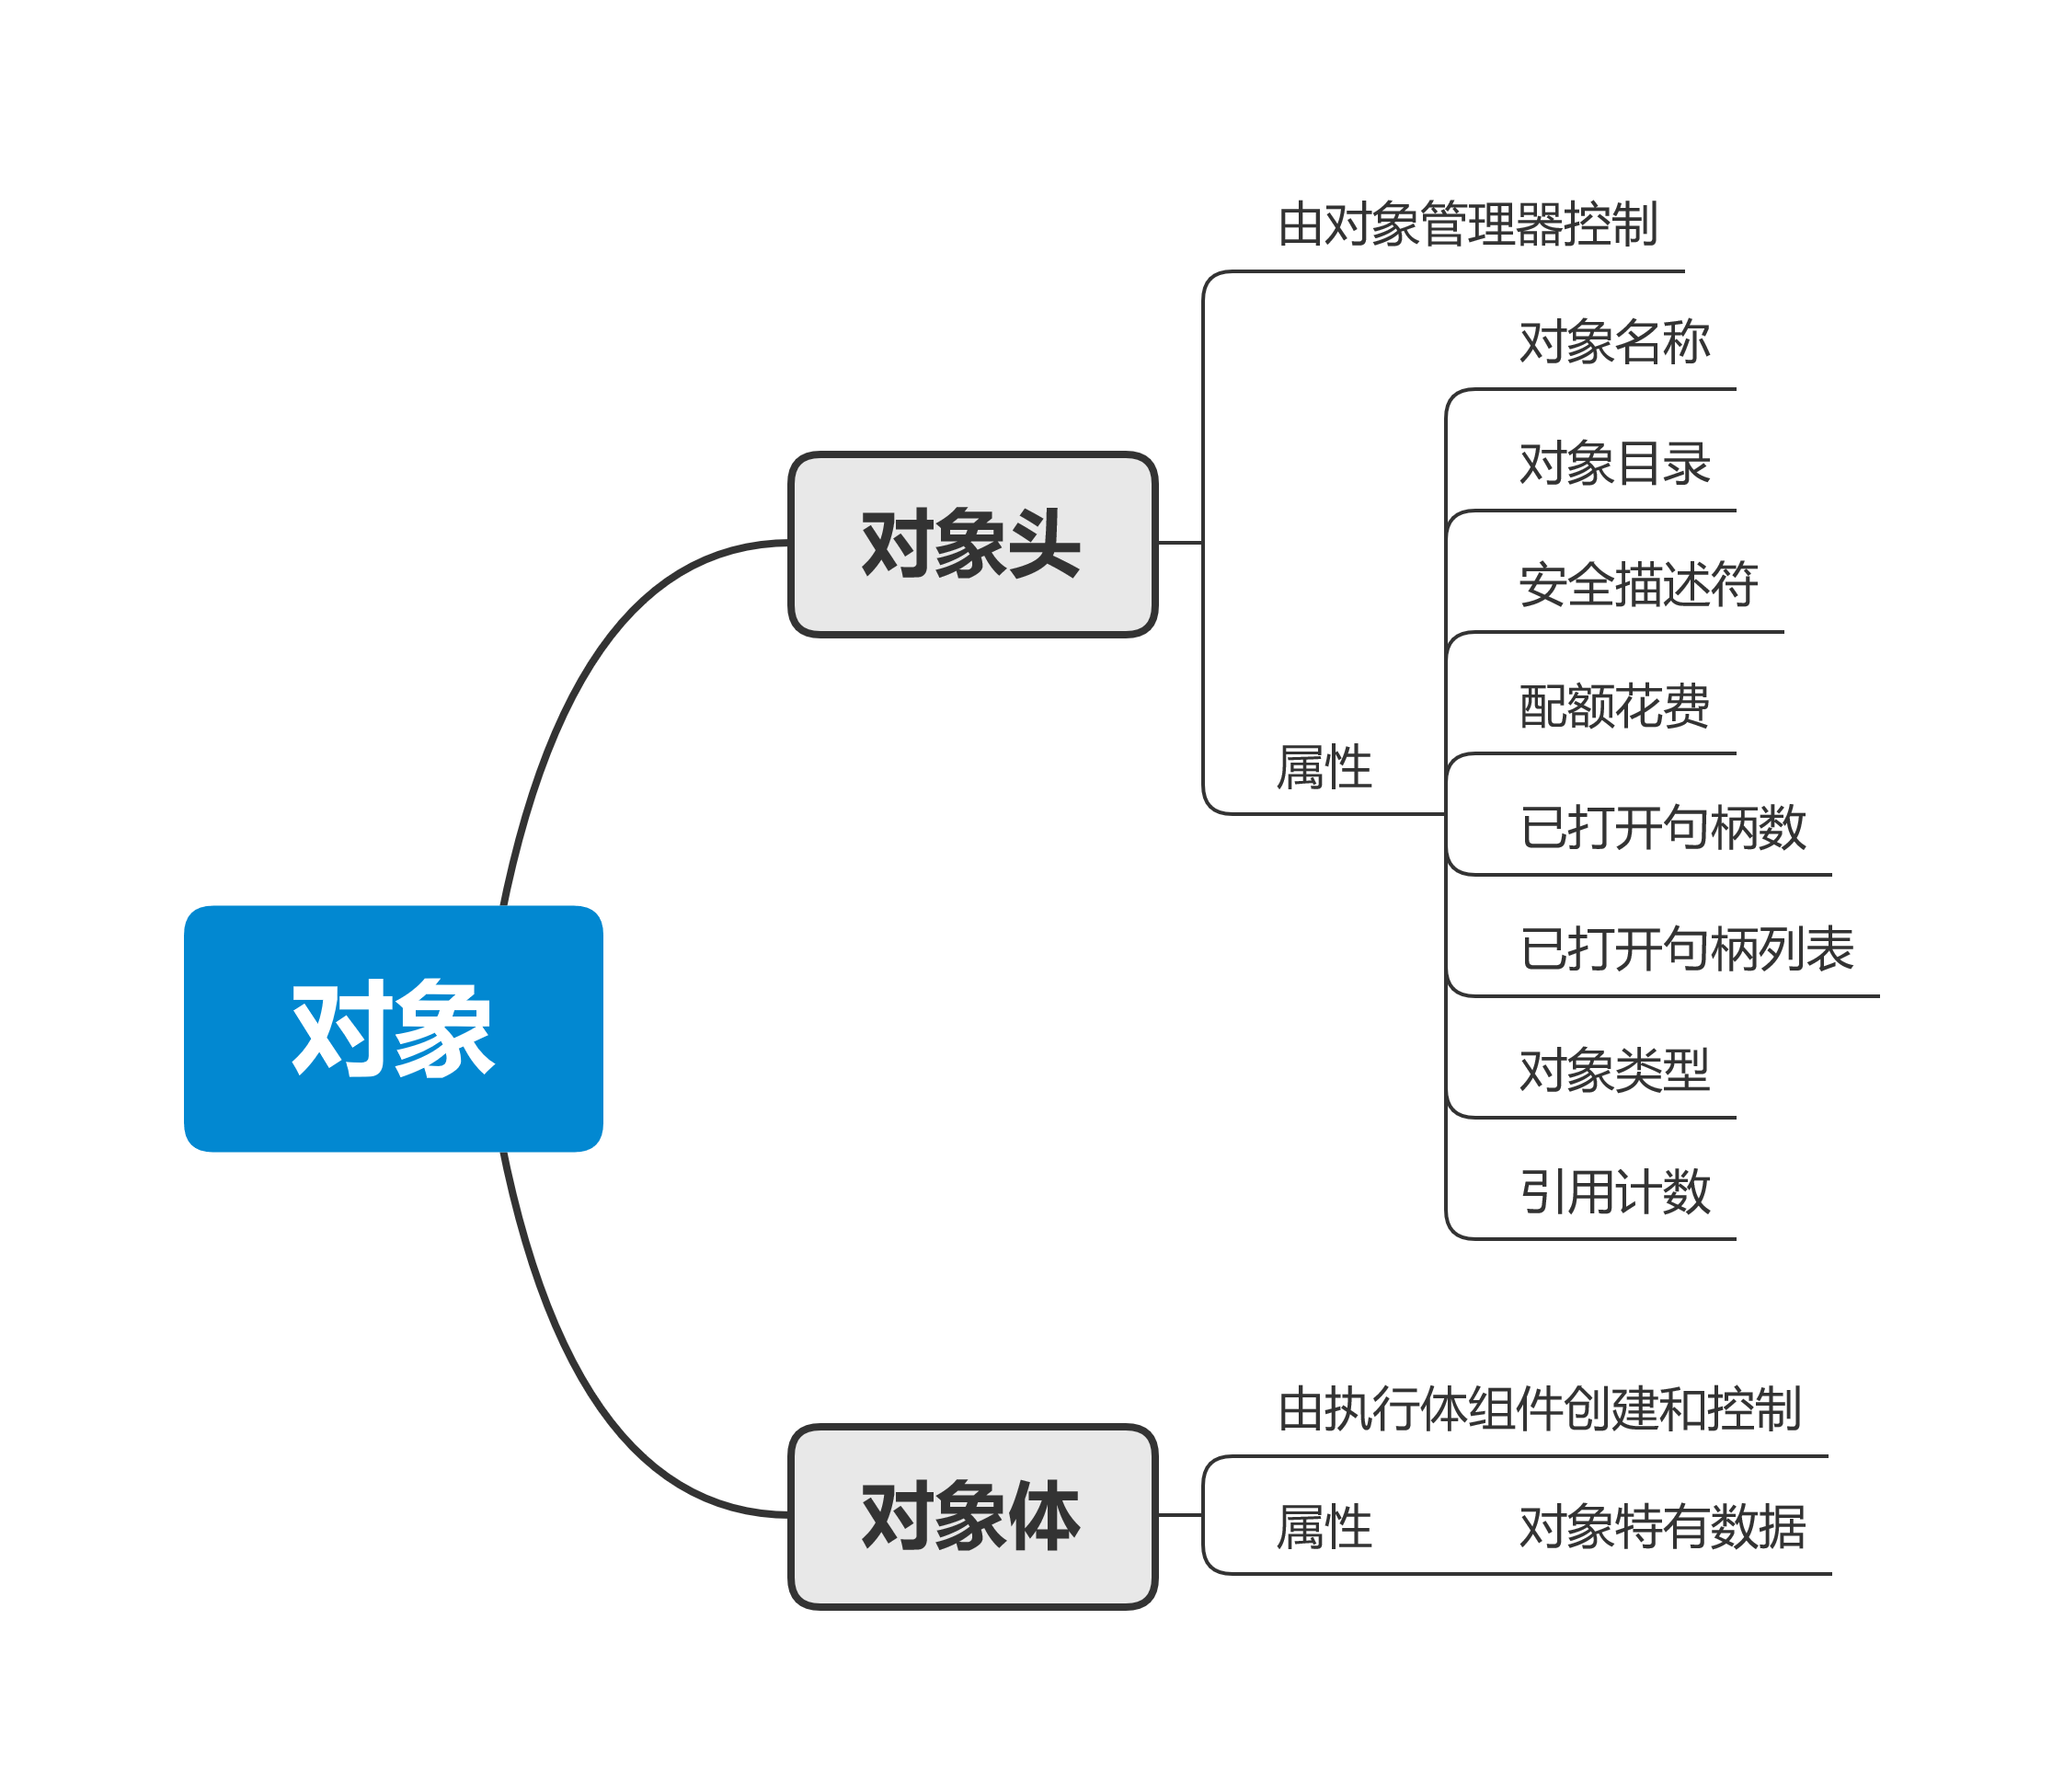 对象
对象头
由对象管理器控制
属性
对象名称
对象目录
安全描述符
配额花费
已打开句柄数
已打开句柄列表
对象类型
引用计数
对象体
由执行体组件创建和控制
属性
对象特有数据